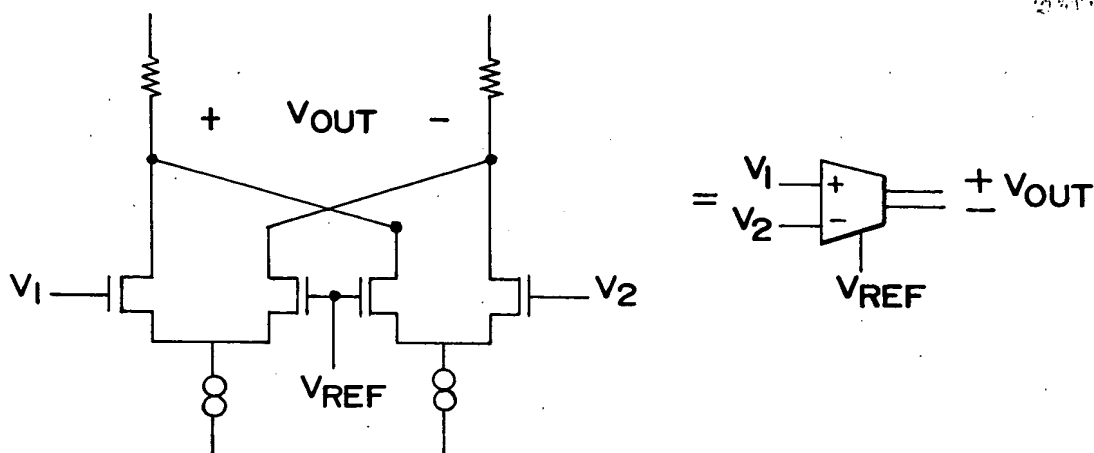 + VOUT -
V1
V2
VREF
=
V1
+
V2
-
+
- VOUT
VREF